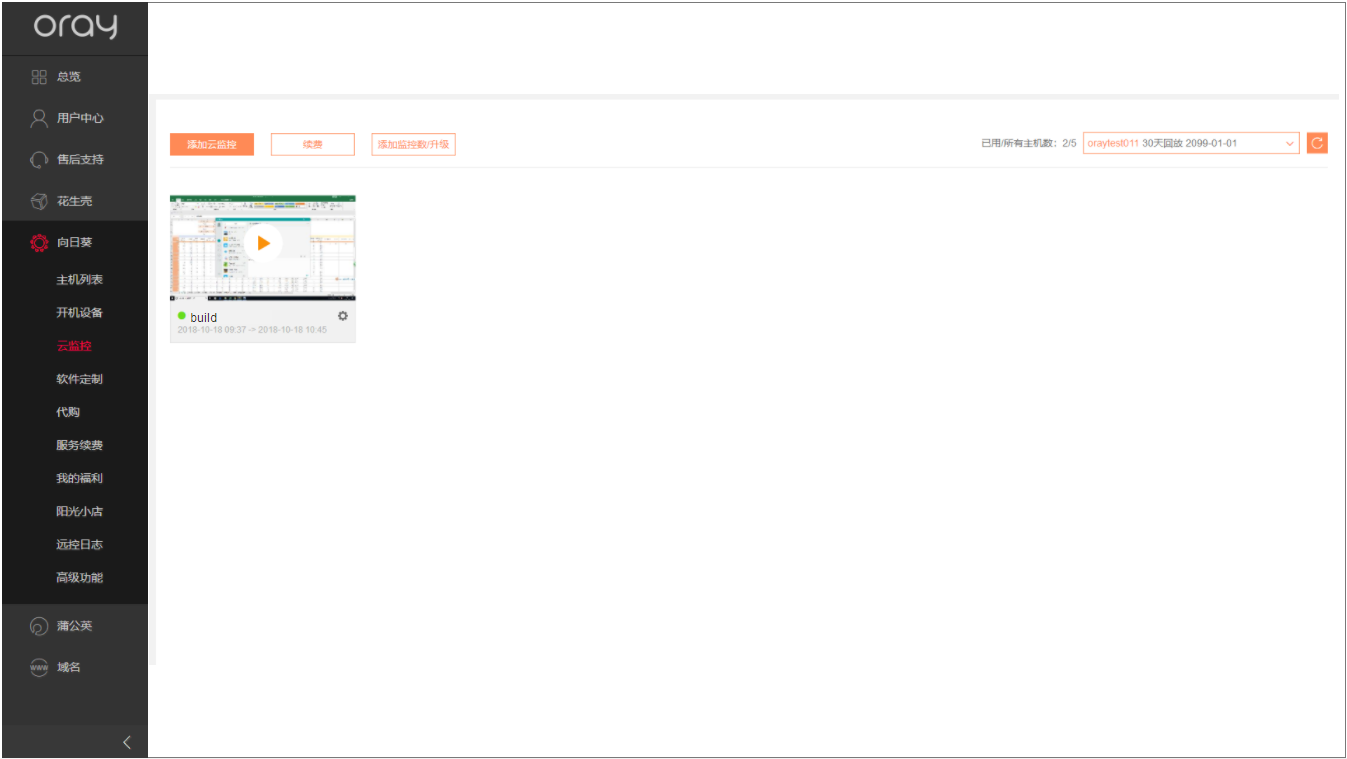 oray
总览
用户中心
售后支持
花生壳
向日葵
主机列表
开机设备
云监控
软件定制
代购
服务续费
我的福利
阳光小店
远控日志
高级功能
蒲公英
www 域名
添加云监控 续费 添加监控数/升级 已用/所有主机数：2/5 oraytest011 30天回放 2099-01-01
build
2018-10-18 09:37 -> 2018-10-18 10:45